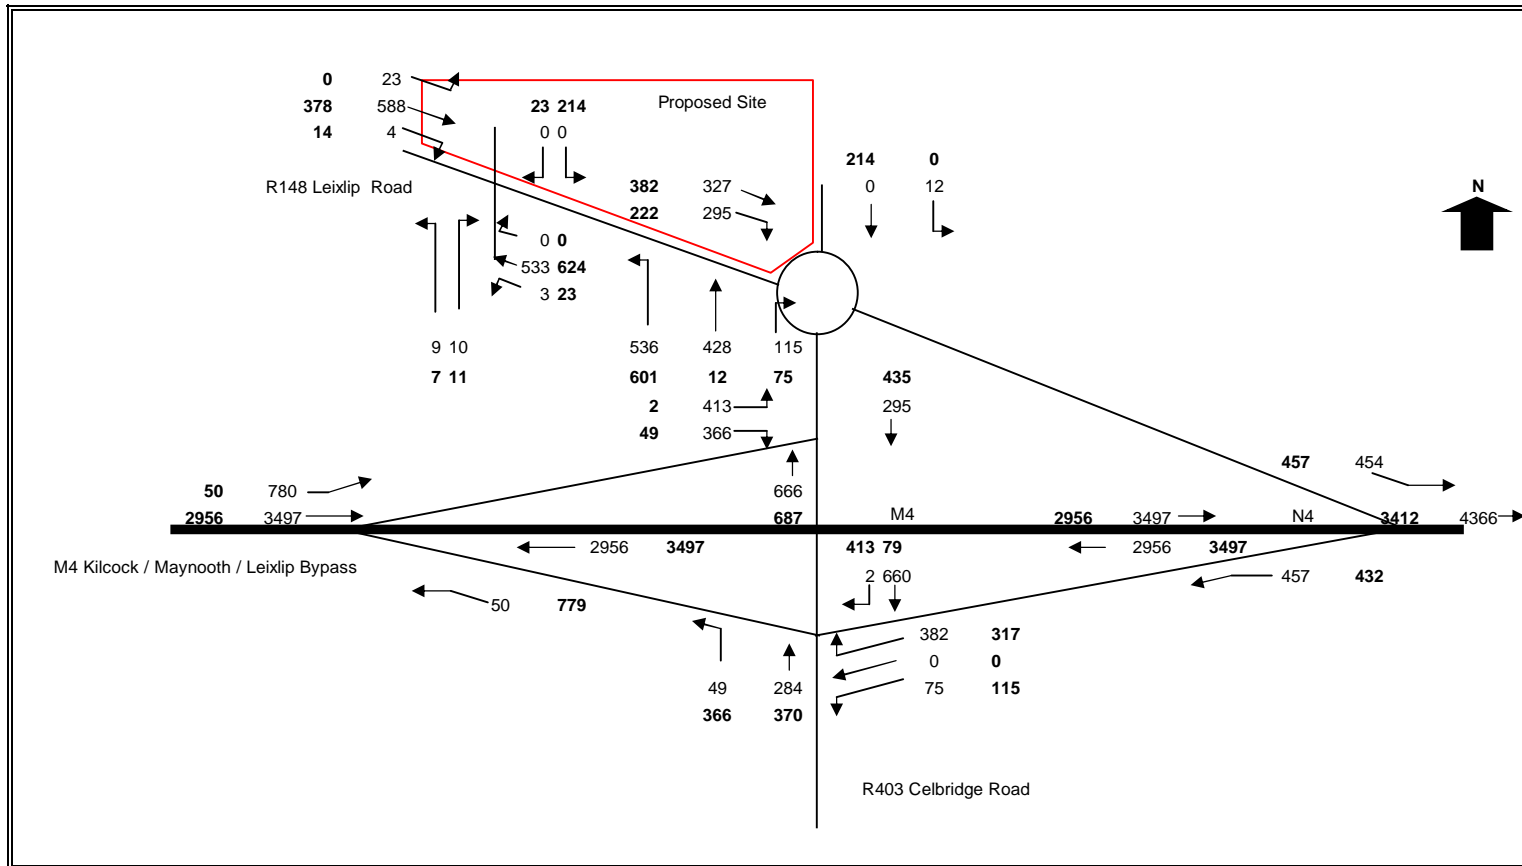 0 23
378 588 23 214 Proposed Site
14 4 0 0
214 0
R148 Leixlip Road 382 327 0 12 N
222 295
0 0
533 624
3 23
9 10 536 428 115
7 11 601 12 75 435
2 413 295
49 366
457 454
50 780 666
2956 3497 687 M4 2956 3497 N4 3412 4366
2956 3497 413 79 2956 3497
M4 Kilcock / Maynooth / Leixlip Bypass 2 660 457 432
50 779
382 317
0 0
49 284 75 115
366 370
R403 Celbridge Road